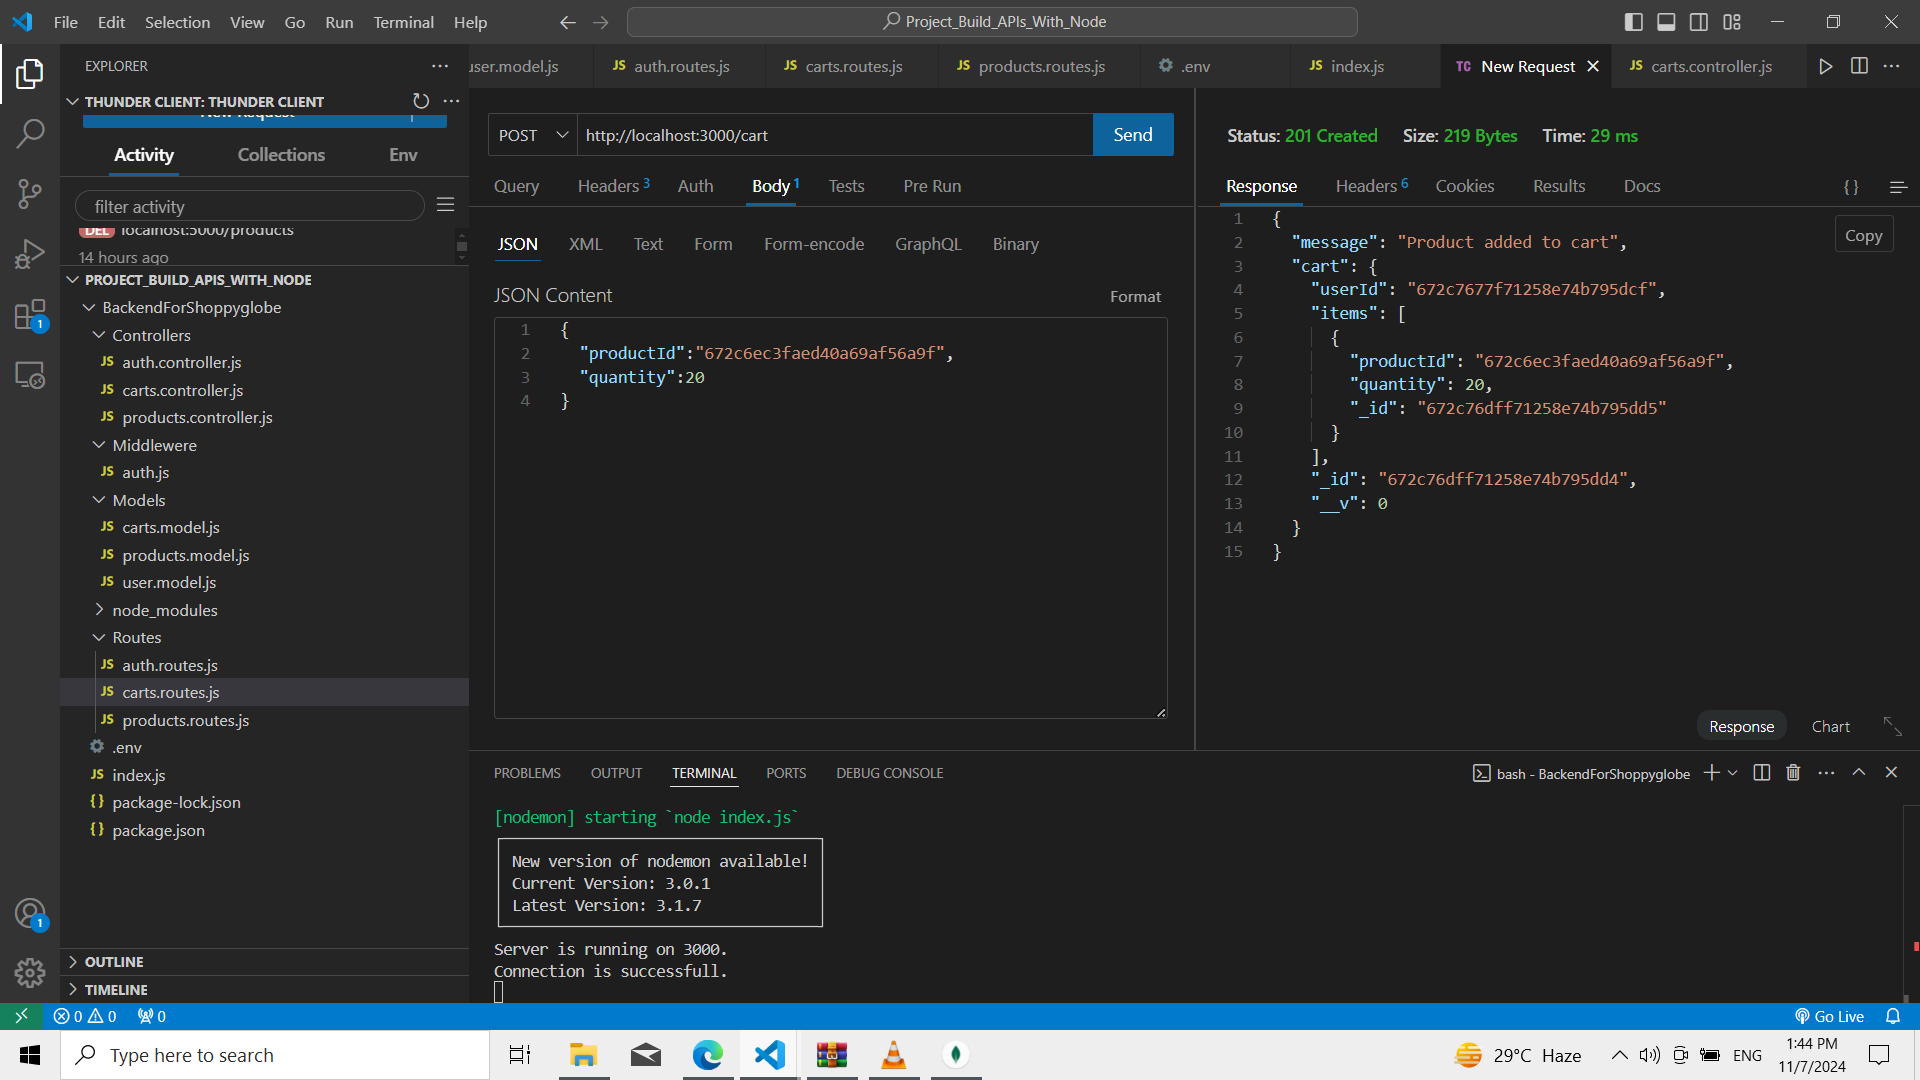 File Edit Selection View Go Run Terminal Help
Project_Build_APIs_With_Node
EXPLORER
THUNDER CLIENT: THUNDER CLIENT
New Request
Activity Collections Env
filter activity
DEL localhost:3000/products
14 hours ago
PROJECT_BUILD_APIS_WITH_NODE
BackendForShoppyglobe
Controllers
JS auth.controller.js
JS carts.controller.js
JS products.controller.js
Middlewere
JS auth.js
Models
JS carts.model.js
JS products.model.js
JS user.model.js
node_modules
Routes
JS auth.routes.js
JS carts.routes.js
JS products.routes.js
.env
JS index.js
{} package-lock.json
{} package.json
OUTLINE
TIMELINE
user.model.js JS auth.routes.js JS carts.routes.js JS products.routes.js .env JS index.js TC New Request JS carts.controller.js
POST http://localhost:3000/cart Send
Query Headers 3 Auth Body 1 Tests Pre Run
JSON XML Text Form Form-encode GraphQL Binary
JSON Content Format
1 {
2 "productId":"672c6ec3faed40a69af56a9f",
3 "quantity":20
4 }
Status: 201 Created Size: 219 Bytes Time: 29 ms
Response Headers 6 Cookies Results Docs {}
Copy
1 {
2 "message": "Product added to cart",
3 "cart": {
4 "userId": "672c7677f71258e74b795dcf",
5 "items": [
6 {
7 "productId": "672c6ec3faed40a69af56a9f",
8 "quantity": 20,
9 "_id": "672c76dff71258e74b795dd5"
10 }
11 ],
12 "_id": "672c76dff71258e74b795dd4",
13 "__v": 0
14 }
15 }
Response Chart
PROBLEMS OUTPUT TERMINAL PORTS DEBUG CONSOLE
bash - BackendForShoppyglobe
[nodemon] starting `node index.js`
New version of nodemon available!
Current Version: 3.0.1
Latest Version: 3.1.7
Server is running on 3000.
Connection is successfull.
1
1
0 0 0
Go Live
Type here to search
29°C Haze
ENG
1:44 PM
11/7/2024